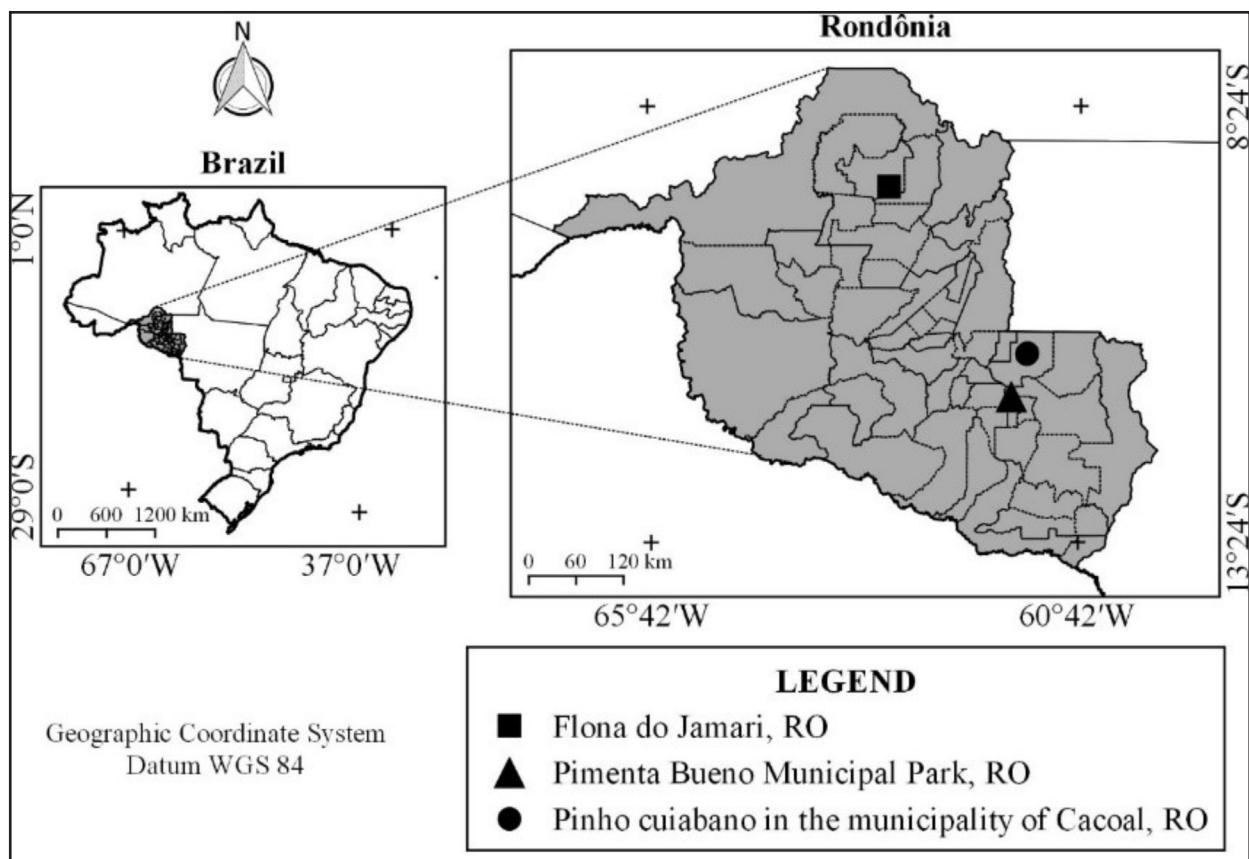 N
Brazil
1°0'N
29°0'S
0 600 1200 km
67°0'W 37°0'W
Rondônia
8°24'S
13°24'S
0 60 120 km
65°42'W 60°42'W
Geographic Coordinate System
Datum WGS 84
LEGEND
Flona do Jamari, RO
Pimenta Bueno Municipal Park, RO
Pinho cuiabano in the municipality of Cacoal, RO